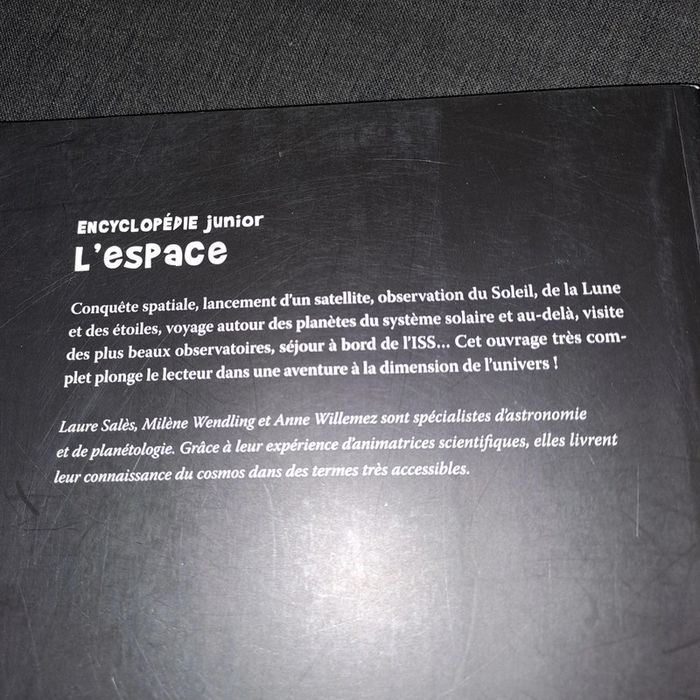 ENCYCLOPÉDIE junior
L'espace
Conquête spatiale, lancement d'un satellite, observation du Soleil, de la Lune
et des étoiles, voyage autour des planètes du système solaire et au-delà, visite
des plus beaux observatoires, séjour à bord de l'ISS... Cet ouvrage très com-
plet plonge le lecteur dans une aventure à la dimension de l'univers !
Laure Salès, Milène Wendling et Anne Willemez sont spécialistes d'astronomie
et de planétologie. Grâce à leur expérience d'animatrices scientifiques, elles livrent
leur connaissance du cosmos dans des termes très accessibles.